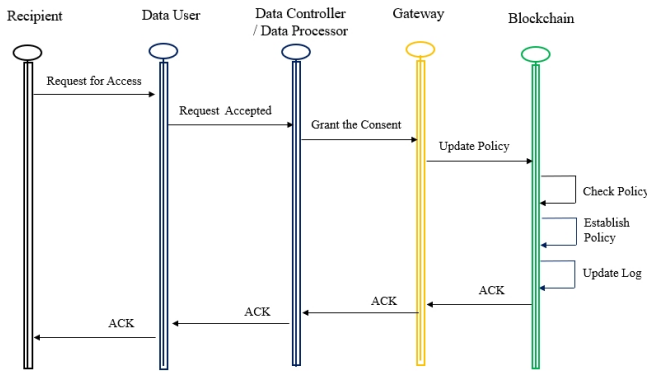 Recipient
Data User
Data Controller
/ Data Processor
Gateway
Blockchain
Request for Access
Request Accepted
Grant the Consent
Update Policy
Check Policy
Establish
Policy
Update Log
ACK
ACK
ACK
ACK